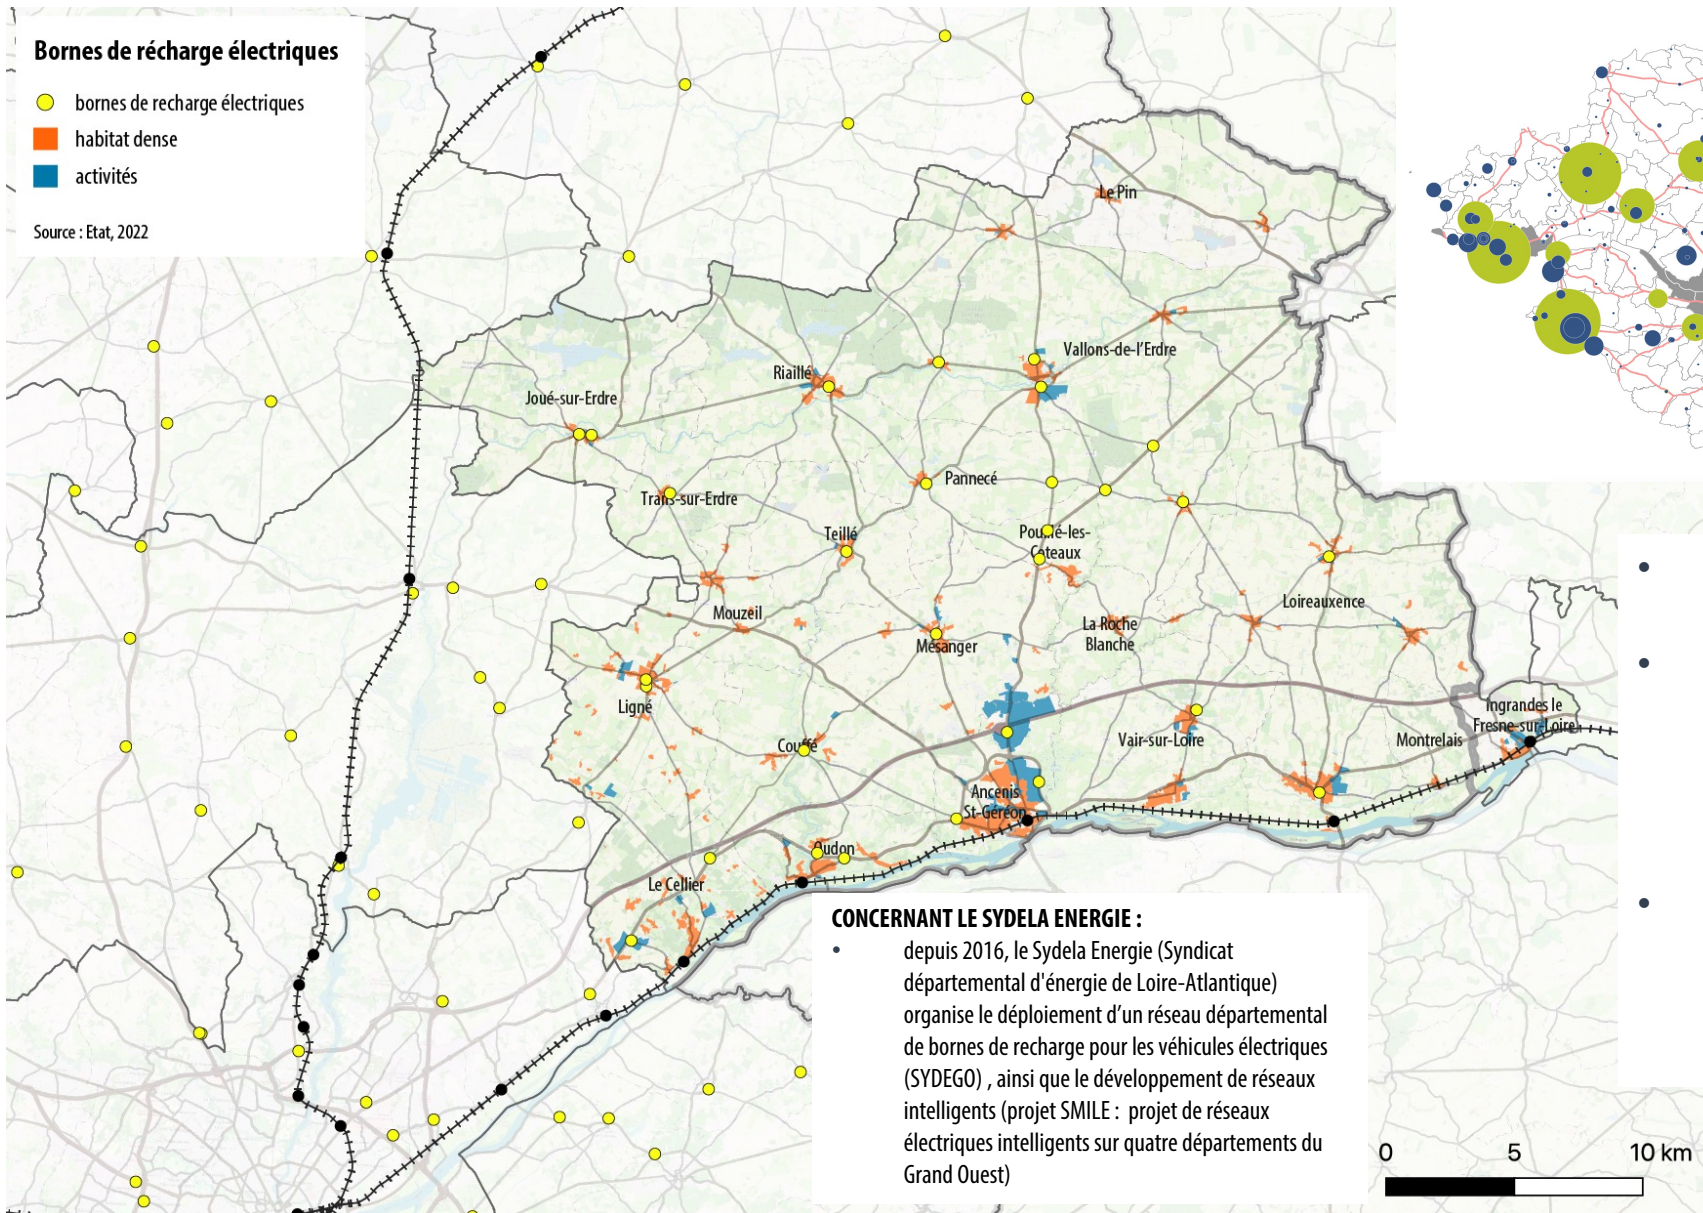 Bornes de récharge électriques
bornes de recharge électriques
habitat dense
activités
Source : Etat, 2022
Le Pin
Vallons-de-l'Erdre
Riaillé
Joué-sur-Erdre
Pannecé
Trans-sur-Erdre
Teillé
Pouillé-les-
Coteaux
Mouzeil
Loireauxence
La Roche
Blanche
Mésanger
Ligné
Ingrandes le
Fresne-sur-Loire
Couffé
Vair-sur-Loire
Montrelais
Ancenis
St-Géréon
Oudon
Le Cellier
CONCERNANT LE SYDELA ENERGIE :
• depuis 2016, le Sydela Energie (Syndicat
départemental d'énergie de Loire-Atlantique)
organise le déploiement d'un réseau départemental
de bornes de recharge pour les véhicules électriques
(SYDEGO) , ainsi que le développement de réseaux
intelligents (projet SMILE : projet de réseaux
électriques intelligents sur quatre départements du
Grand Ouest)
0 5 10 km